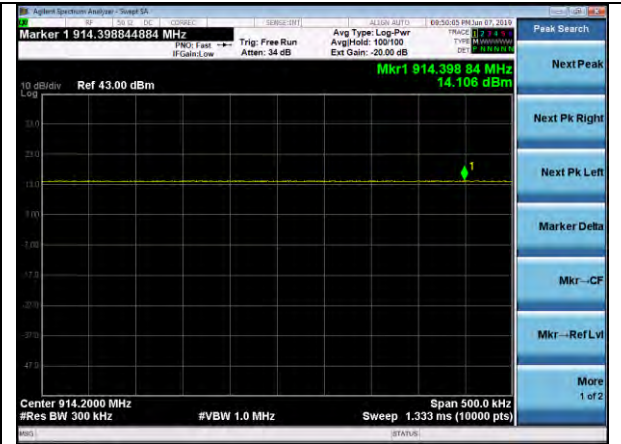 Agilent Spectrum Analyzer - Swept SA
RF 50 Ω DC CORREC SENSE:INT ALIGN AUTO 08:50:05 PM Jun 07, 2019
Marker 1 914.398844884 MHz
PNO: Fast
IFGain:Low
Trig: Free Run
Atten: 34 dB
Avg Type: Log-Pwr
Avg|Hold: 100/100
Ext Gain: -20.00 dB
TRACE 1 2 3 4 5 6
TYPE M WWWWW
DET P N N N N N
Mkr1 914.398 84 MHz
14.106 dBm
10 dB/div Ref 43.00 dBm
Log
33.0
23.0
1
13.0
3.00
-7.00
-17.0
-27.0
-37.0
-47.0
Center 914.2000 MHz
Span 500.0 kHz
#Res BW 300 kHz
#VBW 1.0 MHz
Sweep 1.333 ms (10000 pts)
MSG
STATUS
Peak Search
Next Peak
Next Pk Right
Next Pk Left
Marker Delta
Mkr→CF
Mkr→Ref Lvl
More
1 of 2